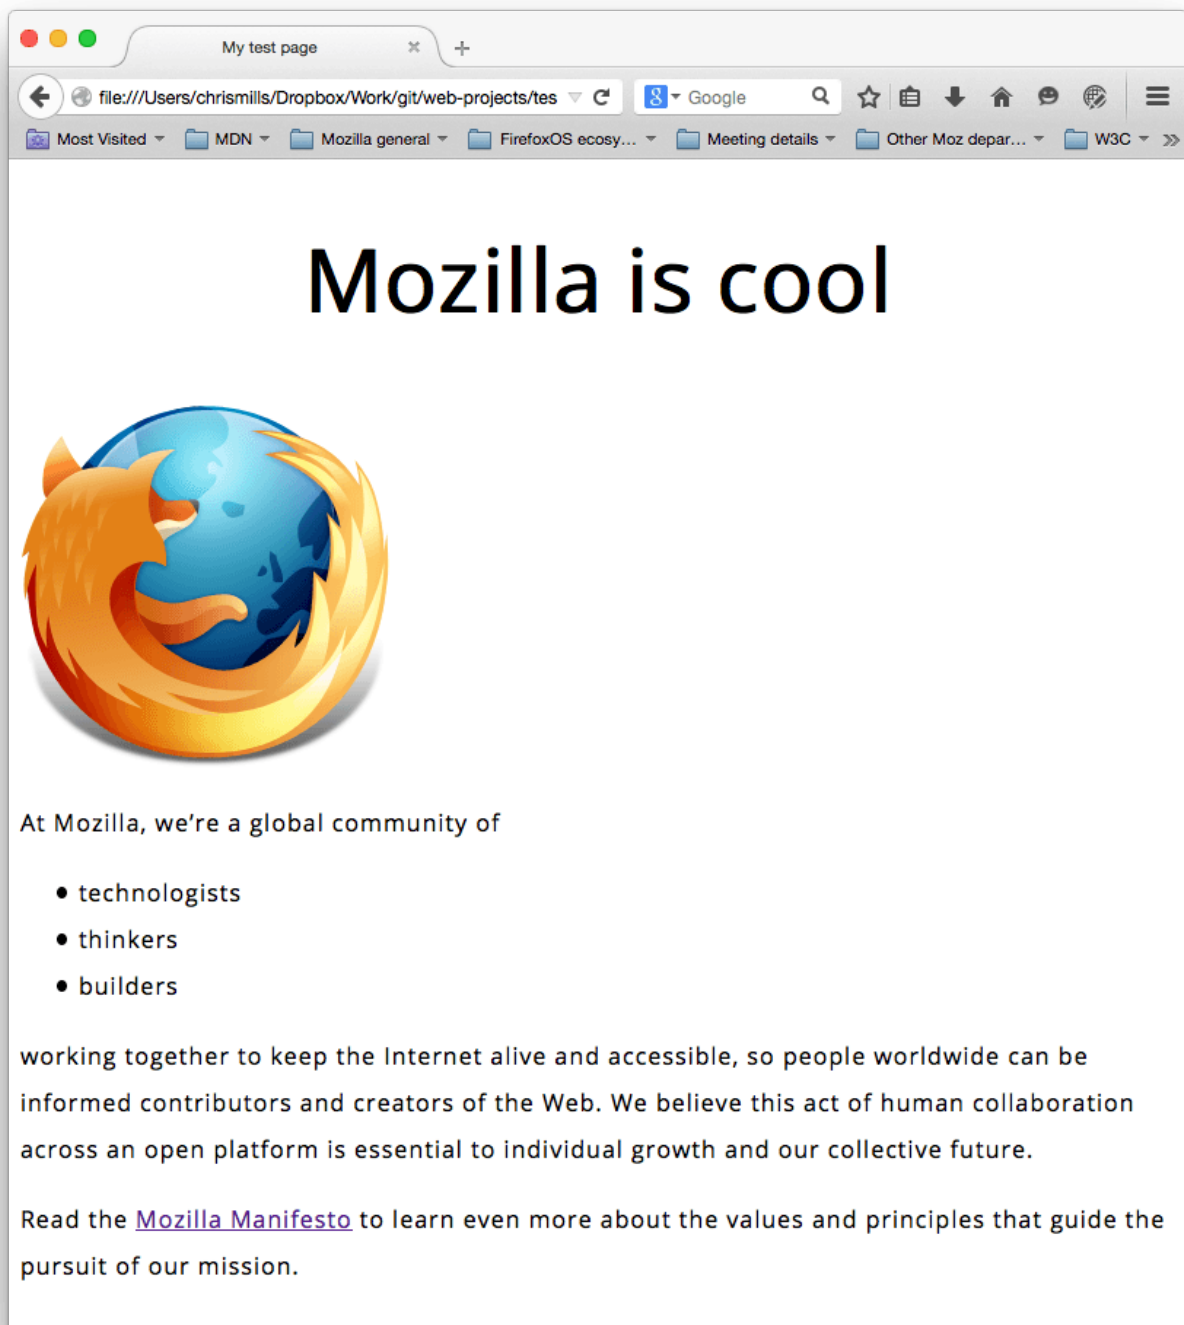 My test page
file:///Users/chrismills/Dropbox/Work/git/web-projects/tes
Google
Most Visited MDN Mozilla general FirefoxOS ecosy... Meeting details Other Moz depar... W3C
Mozilla is cool
At Mozilla, we’re a global community of
• technologists
• thinkers
• builders
working together to keep the Internet alive and accessible, so people worldwide can be
informed contributors and creators of the Web. We believe this act of human collaboration
across an open platform is essential to individual growth and our collective future.
Read the Mozilla Manifesto to learn even more about the values and principles that guide the
pursuit of our mission.